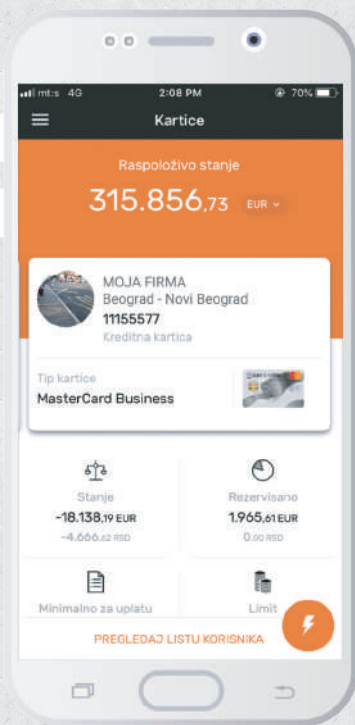 mt:s 4G 2:08 PM 70%
Kartice
Raspoloživo stanje
315.856,73 EUR
MOJA FIRMA
Beograd - Novi Beograd
11155577
Kreditna kartica
Tip kartice
MasterCard Business
Stanje Rezervisano
-18.138,19 EUR 1.965,61 EUR
-4.666,62 RSD 0,00 RSD
Minimalno za uplatu Limit
PREGLEDAJ LISTU KORISNIKA